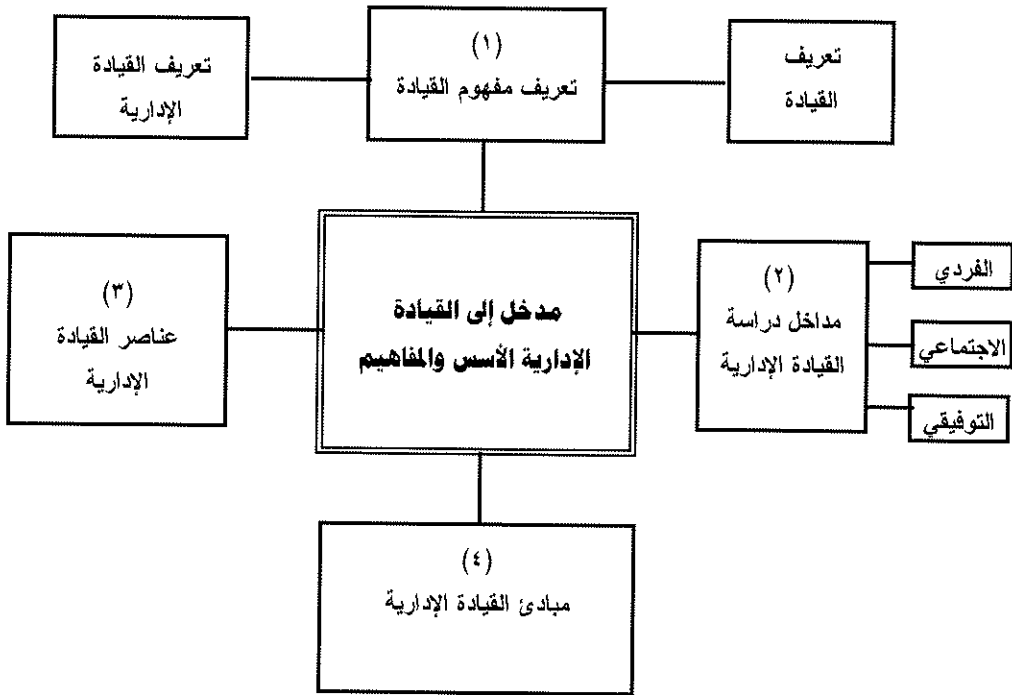 تعريف
القيادة
(١)
تعريف مفهوم القيادة
تعريف القيادة
الإدارية
مدخل إلى القيادة
الإدارية الأسس والمفاهيم
(٢)
مداخل دراسة
القيادة الإدارية
الفردي
الاجتماعي
التوفيقي
(٣)
عناصر القيادة
الإدارية
(٤)
مبادئ القيادة الإدارية